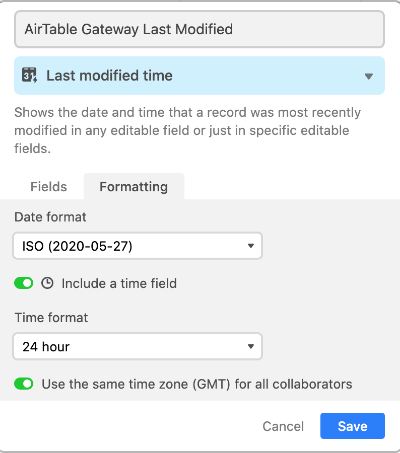 AirTable Gateway Last Modified
31
Last modified time
Shows the date and time that a record was most recently
modified in any editable field or just in specific editable
fields.
Fields Formatting
Date format
ISO (2020-05-27)
Include a time field
Time format
24 hour
Use the same time zone (GMT) for all collaborators
Cancel Save